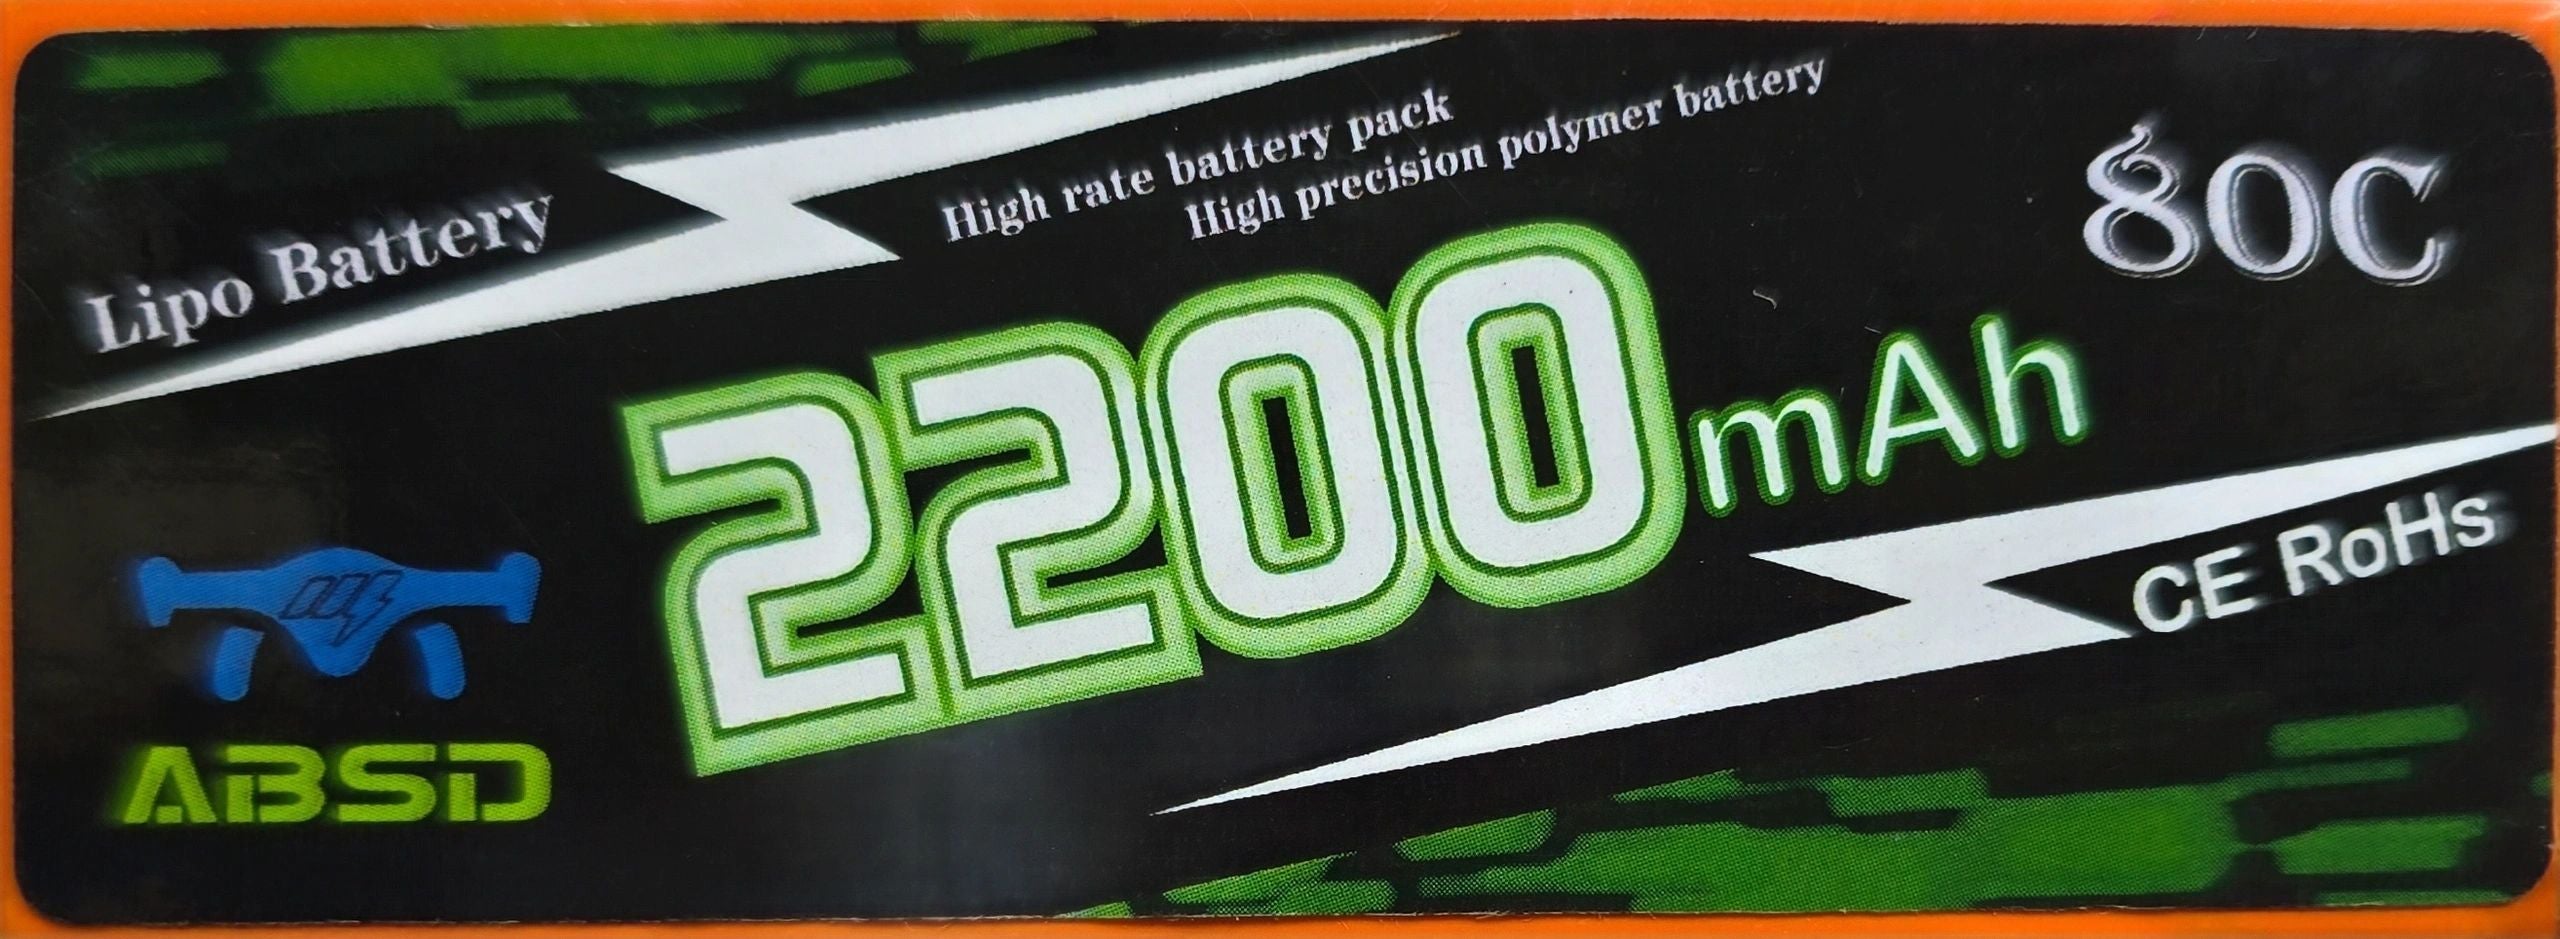 Lipo Battery
High rate battery pack
High precision polymer battery
80C
2200mAh
CE RoHs
ABSD